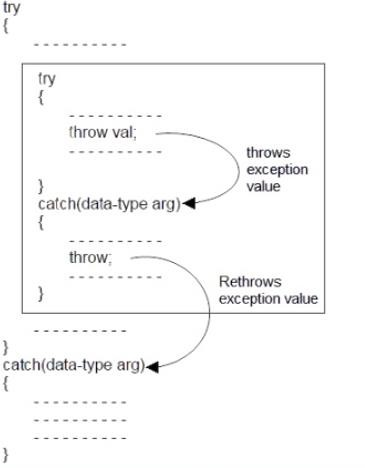 try
{
- - - - - - - - - -
try
{
- - - - - - - - - -
throw val;
- - - - - - - - - -
throws
exception
value
}
catch(data-type arg)
{
- - - - - - - - - -
throw;
- - - - - - - - - -
Rethrows
exception value
}
- - - - - - - - - -
}
catch(data-type arg)
{
- - - - - - - - - -
- - - - - - - - - -
- - - - - - - - - -
}